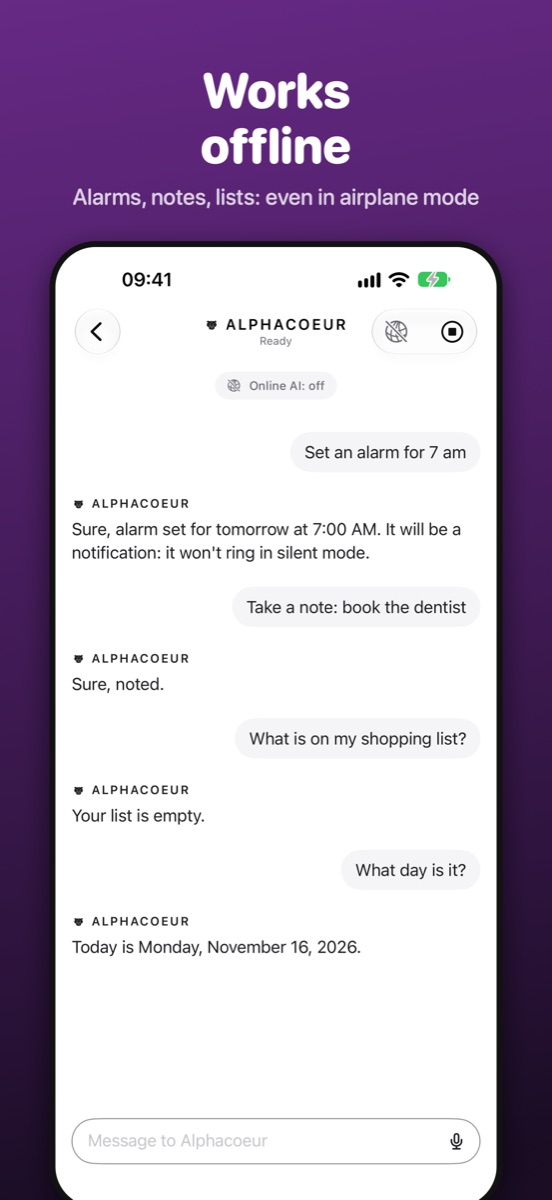 Works
offline
Alarms, notes, lists: even in airplane mode
09:41
ALPHACOEUR
Ready
Online AI: off
Set an alarm for 7 am
ALPHACOEUR
Sure, alarm set for tomorrow at 7:00 AM. It will be a
notification: it won't ring in silent mode.
Take a note: book the dentist
ALPHACOEUR
Sure, noted.
What is on my shopping list?
ALPHACOEUR
Your list is empty.
What day is it?
ALPHACOEUR
Today is Monday, November 16, 2026.
Message to Alphacoeur